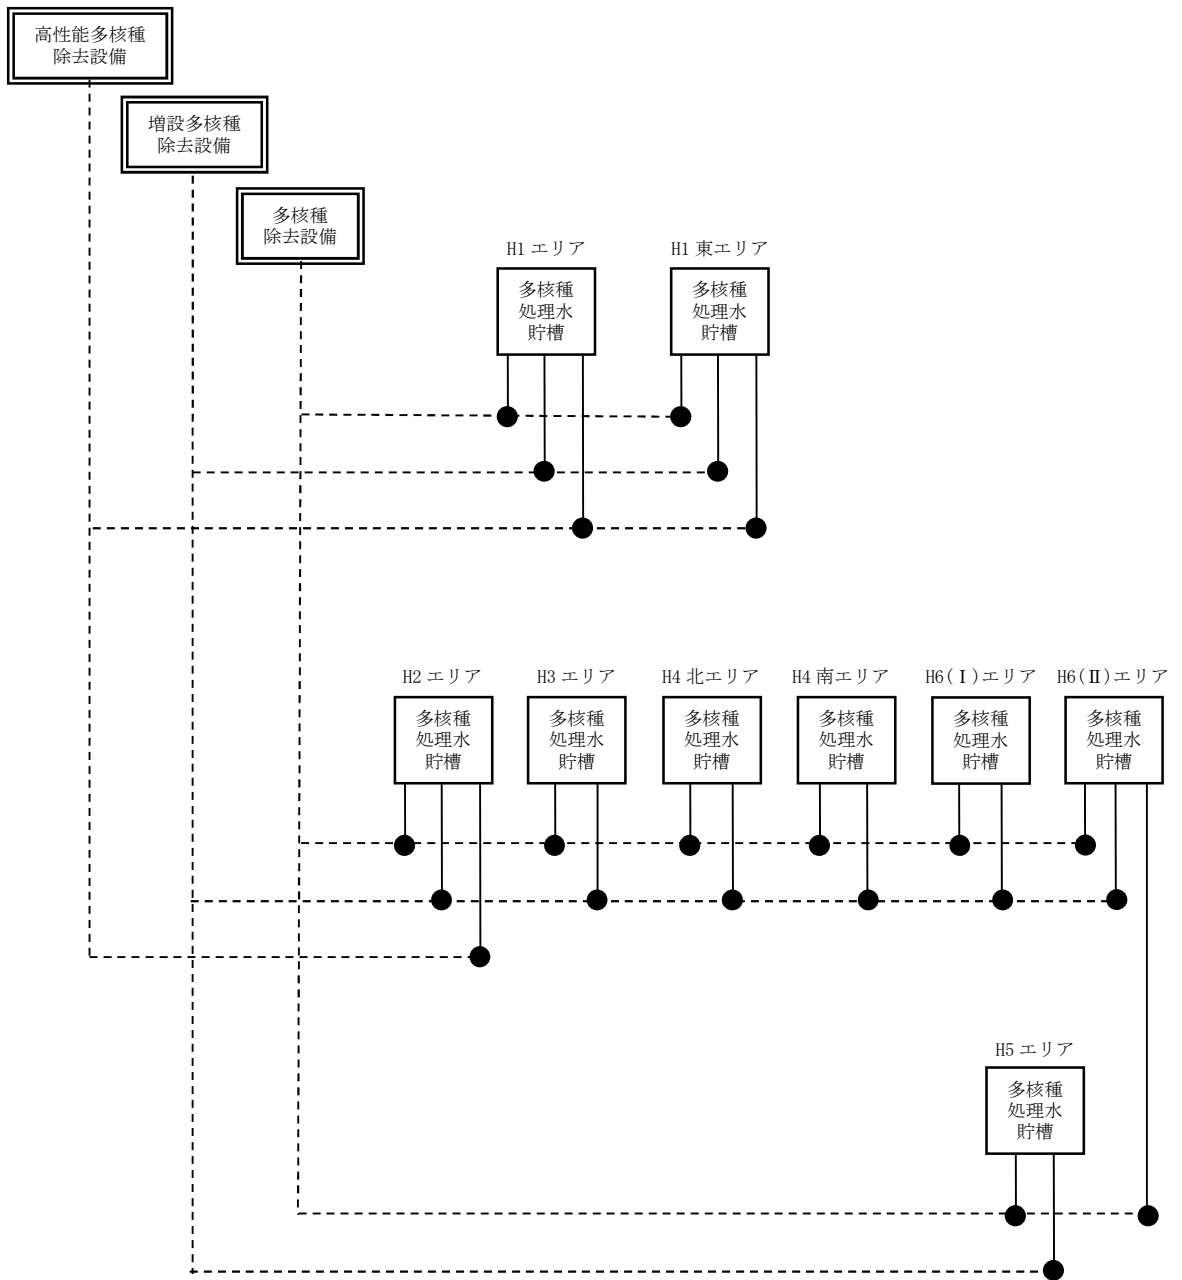 高性能多核種
除去設備
増設多核種
除去設備
多核種
除去設備
H1 エリア
多核種
処理水
貯槽
H1 東エリア
多核種
処理水
貯槽
H2 エリア
多核種
処理水
貯槽
H3 エリア
多核種
処理水
貯槽
H4 北エリア
多核種
処理水
貯槽
H4 南エリア
多核種
処理水
貯槽
H6(Ⅰ)エリア
多核種
処理水
貯槽
H6(Ⅱ)エリア
多核種
処理水
貯槽
H5 エリア
多核種
処理水
貯槽